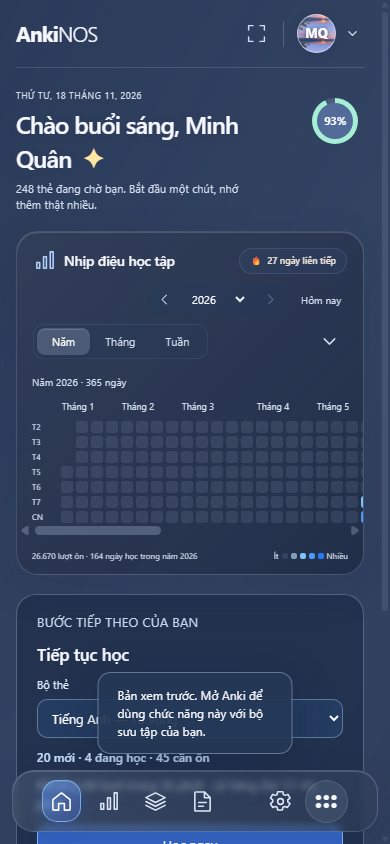 AnkiNOS
MQ
THỨ TƯ, 18 THÁNG 11, 2026
Chào buổi sáng, Minh
Quân
93%
248 thẻ đang chờ bạn. Bắt đầu một chút, nhớ
thêm thật nhiều.
Nhịp điệu học tập
27 ngày liên tiếp
2026
Hôm nay
Năm
Tháng
Tuần
Năm 2026 · 365 ngày
Tháng 1 Tháng 2 Tháng 3 Tháng 4 Tháng 5
T2
T3
T4
T5
T6
T7
CN
26.670 lượt ôn · 164 ngày học trong năm 2026
Ít
Nhiều
BƯỚC TIẾP THEO CỦA BẠN
Tiếp tục học
Bộ thẻ
Tiếng
Bản xem trước. Mở Anki để
dùng chức năng này với bộ
sưu tập của bạn.
20 mới · 4 đang học · 45 cần ôn